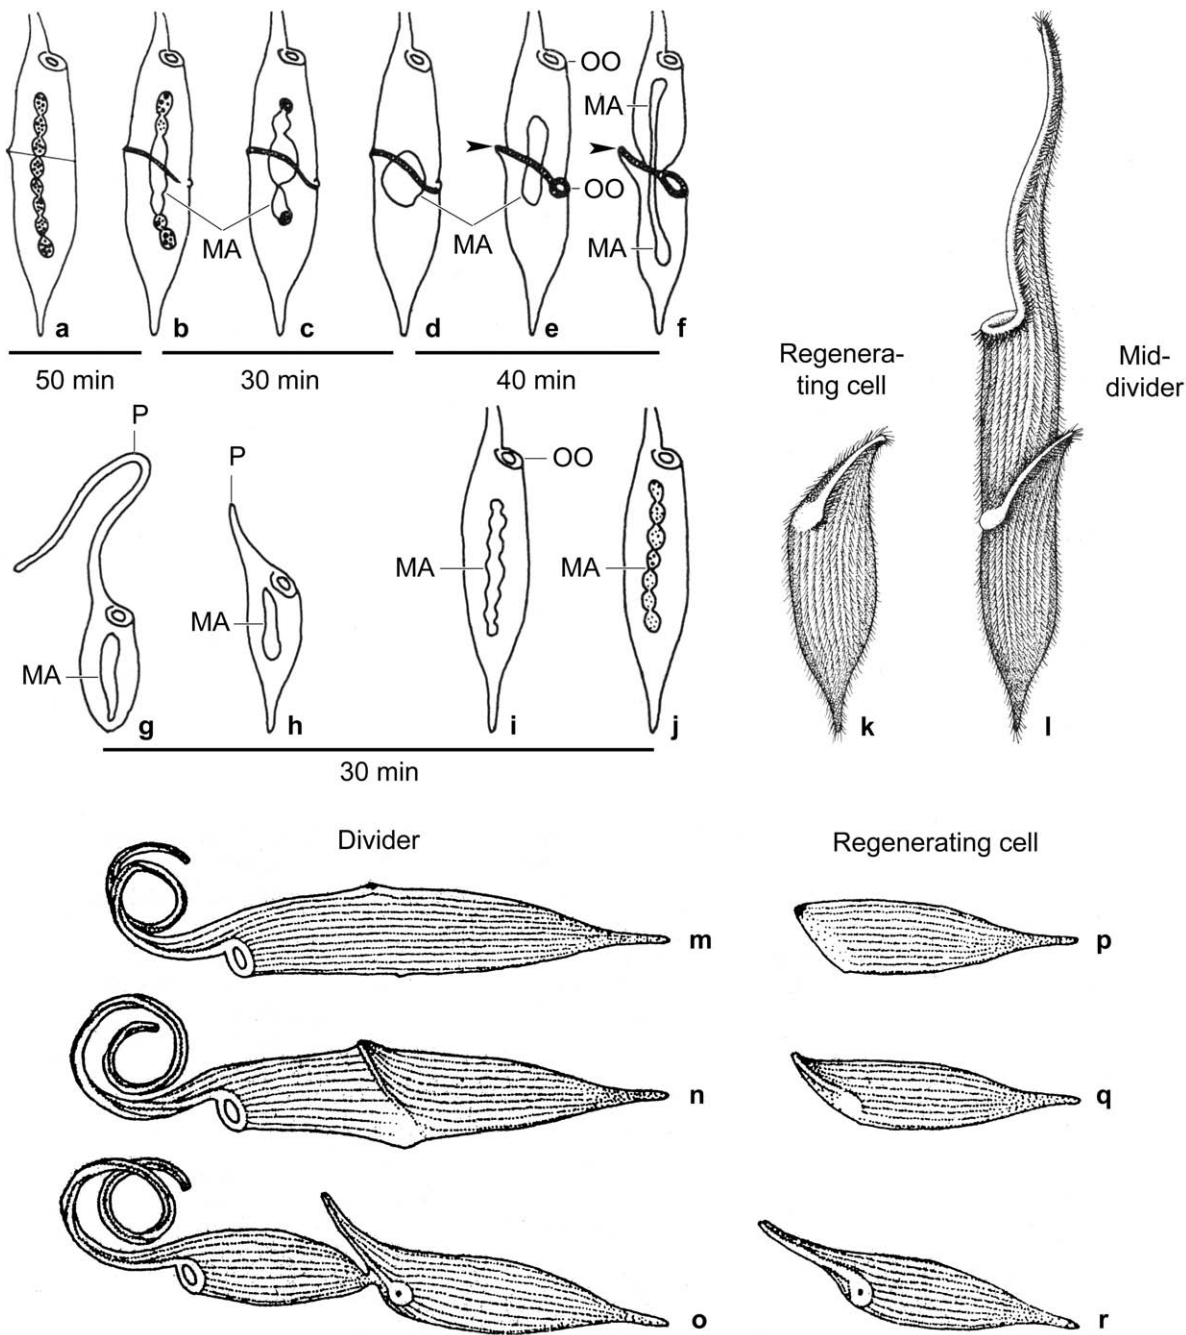 OO
MA
OO
MA
MA
MA
a
b
c
d
e
f
50 min
30 min
40 min
Regenera-
ting cell
Mid-
divider
P
P
OO
MA
MA
MA
MA
g
h
i
j
k
l
30 min
Divider
Regenerating cell
m
p
n
q
o
r